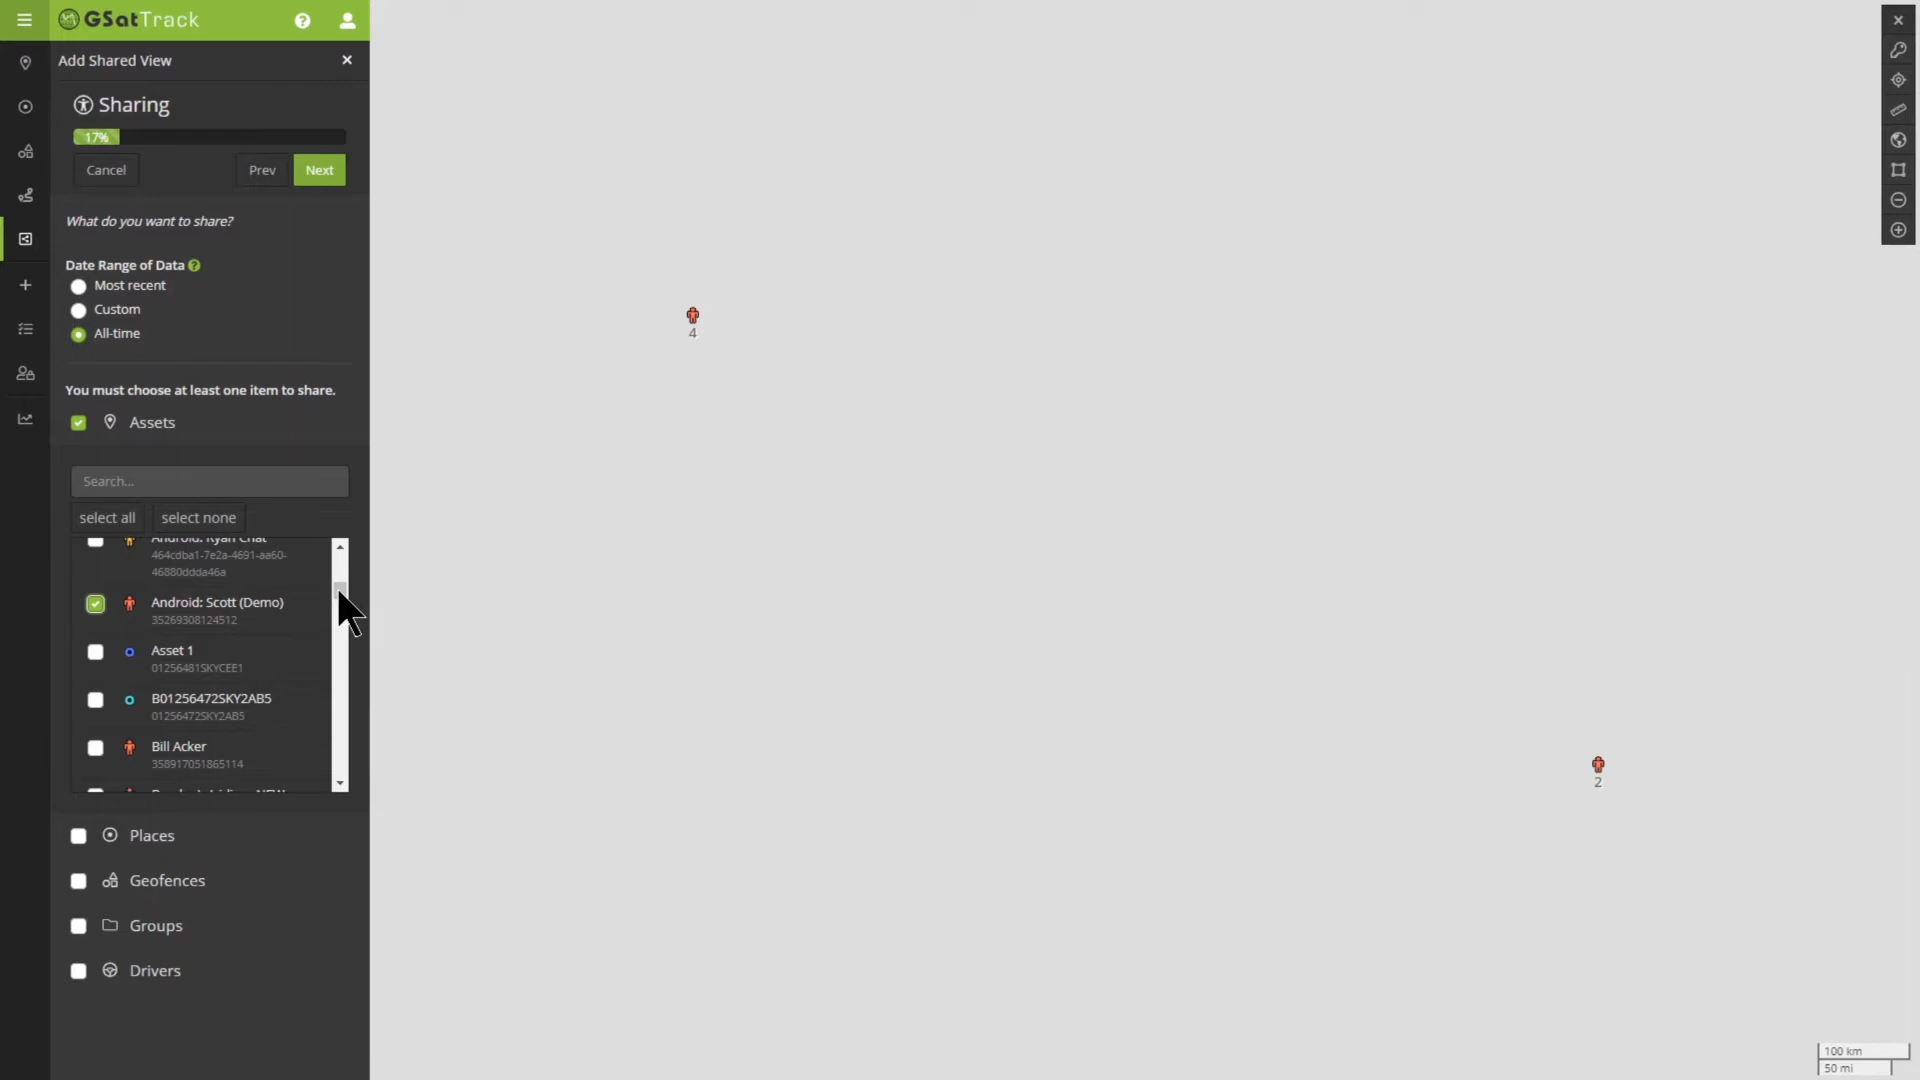 GSatTrack
Add Shared View
Sharing
17%
Cancel
Prev
Next
What do you want to share?
Date Range of Data
Most recent
Custom
All-time
You must choose at least one item to share.
Assets
Search...
select all
select none
Android: Ryan Chat
464cdba1-7e2a-4691-aa60-
46880ddda46a
Android: Scott (Demo)
35269308124512
Asset 1
01256481SKYCEE1
B01256472SKY2AB5
01256472SKY2AB5
Bill Acker
358917051865114
Places
Geofences
Groups
Drivers
4
2
100 km
50 mi